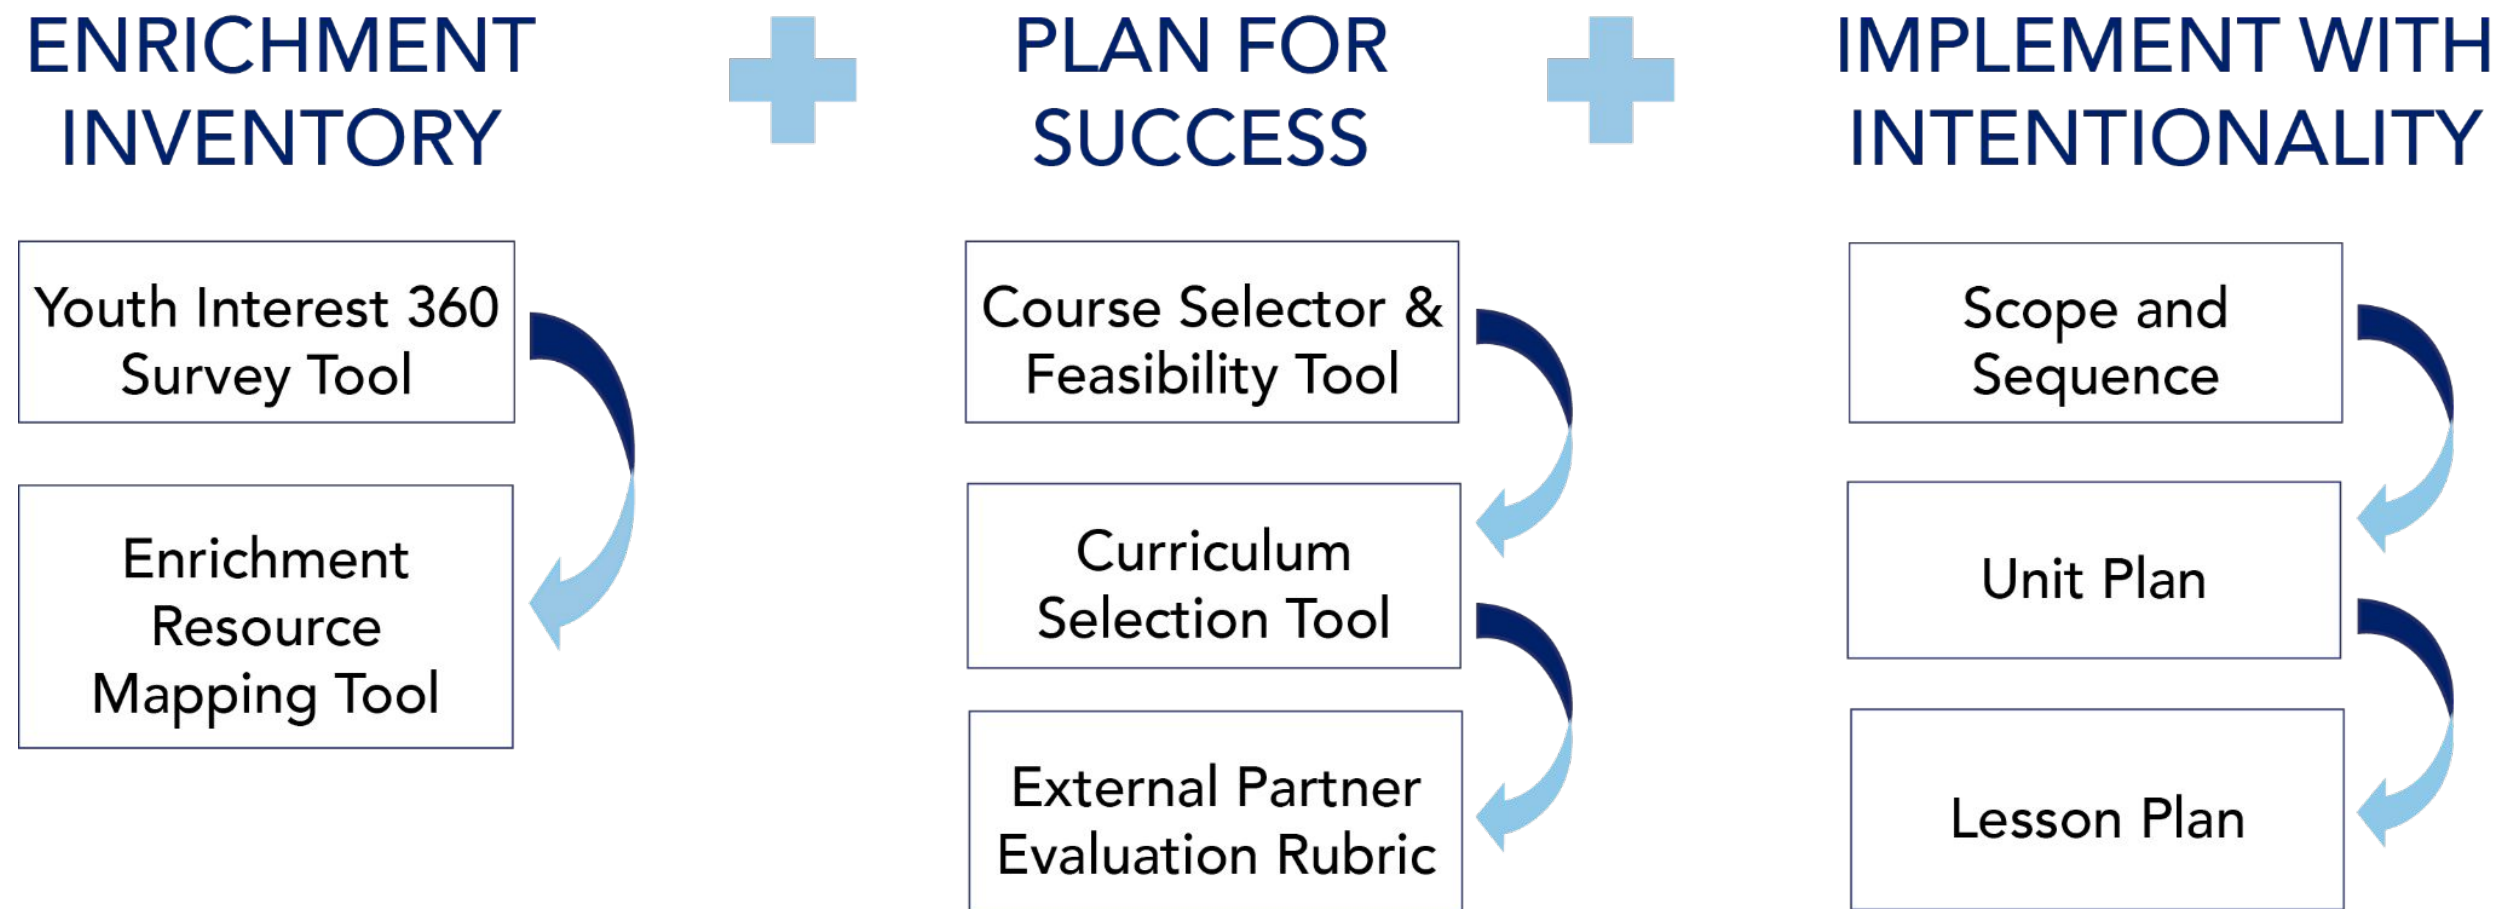 ENRICHMENT
INVENTORY
PLAN FOR
SUCCESS
IMPLEMENT WITH
INTENTIONALITY
Youth Interest 360
Survey Tool
Enrichment
Resource
Mapping Tool
Course Selector &
Feasibility Tool
Curriculum
Selection Tool
External Partner
Evaluation Rubric
Scope and
Sequence
Unit Plan
Lesson Plan